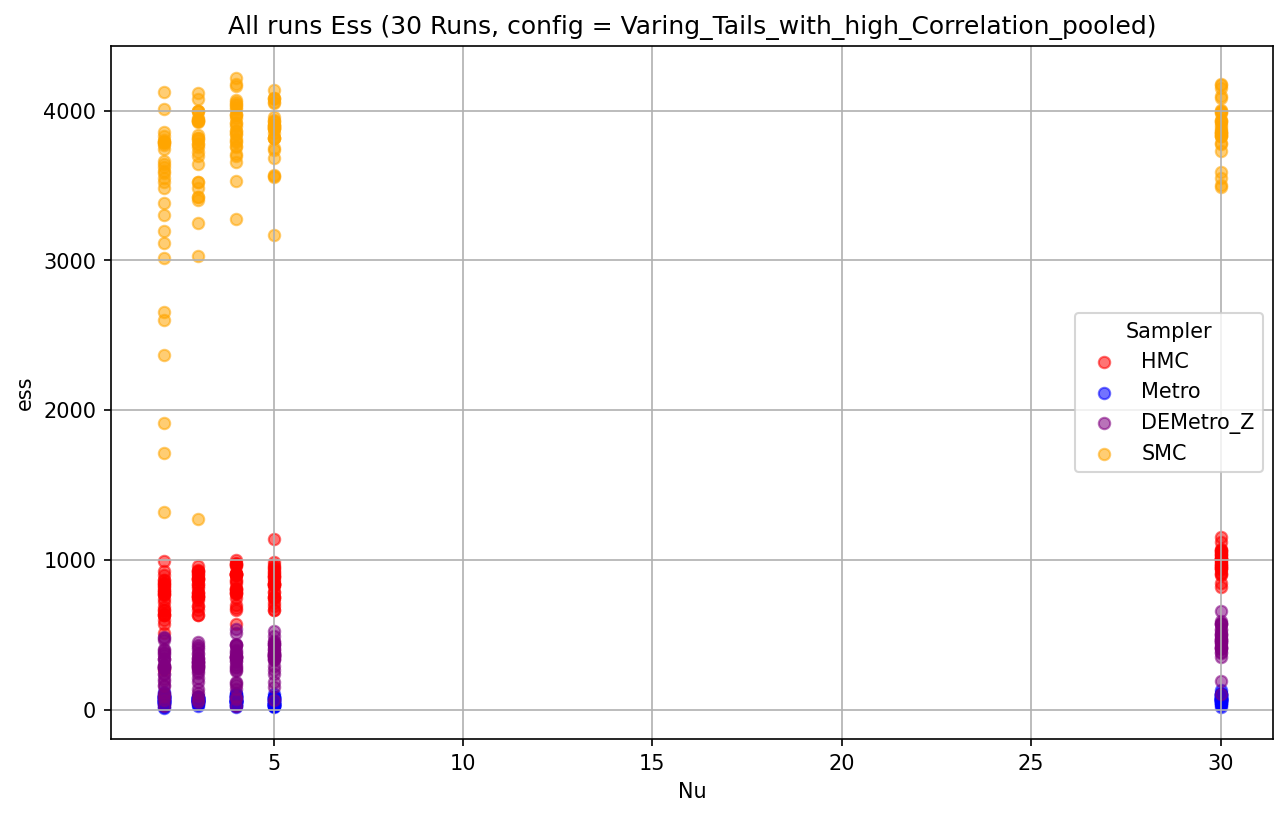 All runs Ess (30 Runs, config = Varing_Tails_with_high_Correlation_pooled)
4000
3000
2000
1000
0
ess
5
10
15
20
25
30
Nu
Sampler
HMC
Metro
DEMetro_Z
SMC